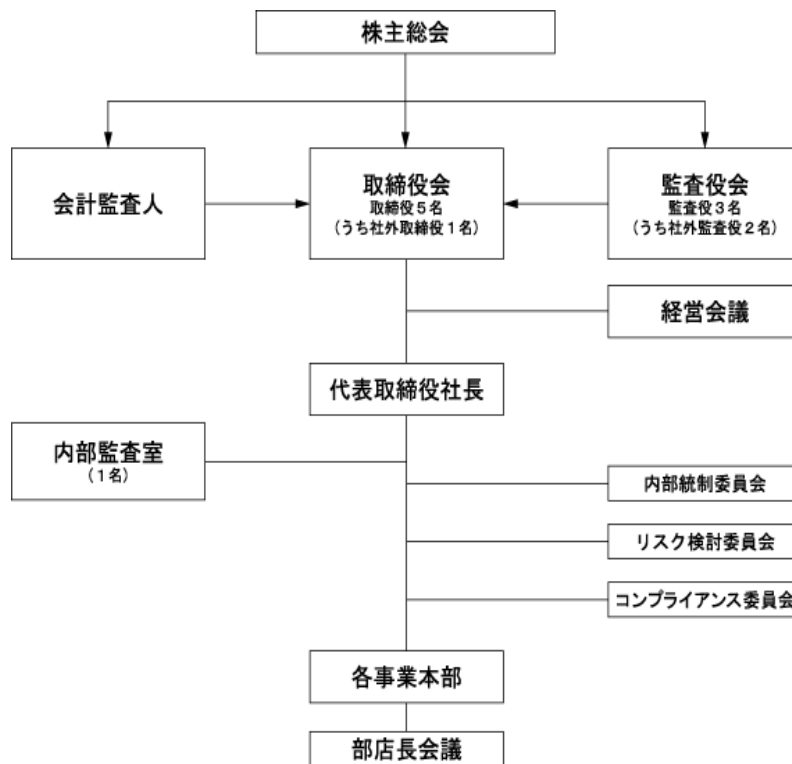 株主総会
会計監査人
取締役会
取締役5名
（うち社外取締役1名）
監査役会
監査役3名
（うち社外監査役2名）
経営会議
代表取締役社長
内部監査室
（1名）
内部統制委員会
リスク検討委員会
コンプライアンス委員会
各事業本部
部店長会議